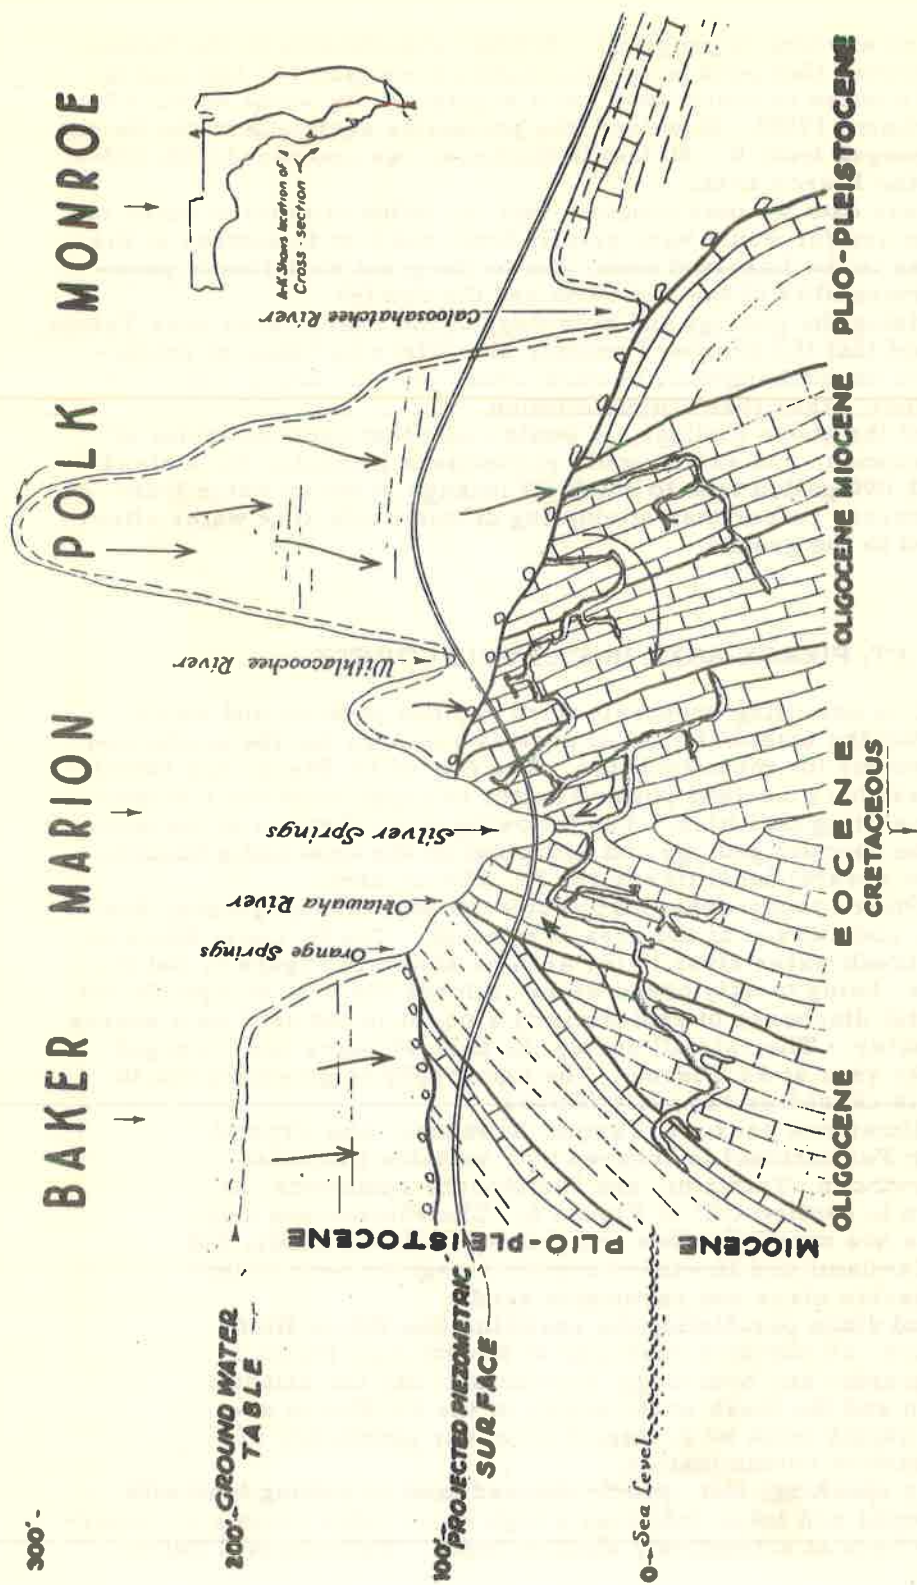 BAKER
MARION
POLK
MONROE
A-K Shows location of
Cross-section
300'-
200'-GROUND WATER
TABLE
100'-PROJECTED PIEZOMETRIC
SURFACE
0→Sea Level
Orange Springs
Oklawaha River
Silver Springs
Withlacoochee River
Caloosahatchee River
PLIO-PLEISTOCENE
MIOCENE
OLIGOCENE
EOCENE
CRETACEOUS
OLIGOCENE
MIOCENE
PLIO-PLEISTOCENE